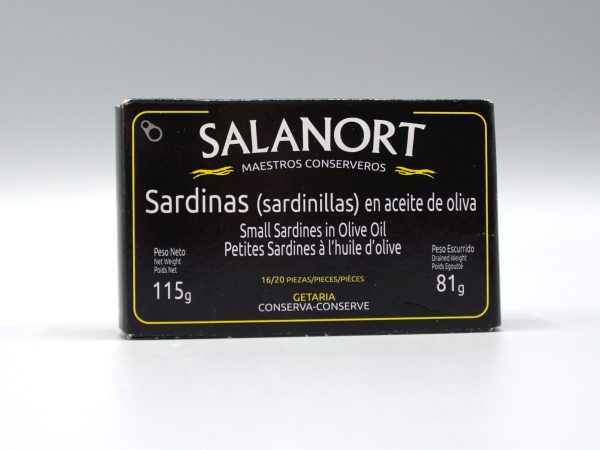 SALANORT
MAESTROS CONSERVEROS
Sardinas (sardinillas) en aceite de oliva
Small Sardines in Olive Oil
Petites Sardines à l'huile d'olive
Peso Neto
Net Weight
Poids Net
115g
Peso Escurrido
Drained Weight
Poids Egoutté
81g
16/20 PIEZAS/PIECES/PIÈCES
GETARIA
CONSERVA-CONSERVE